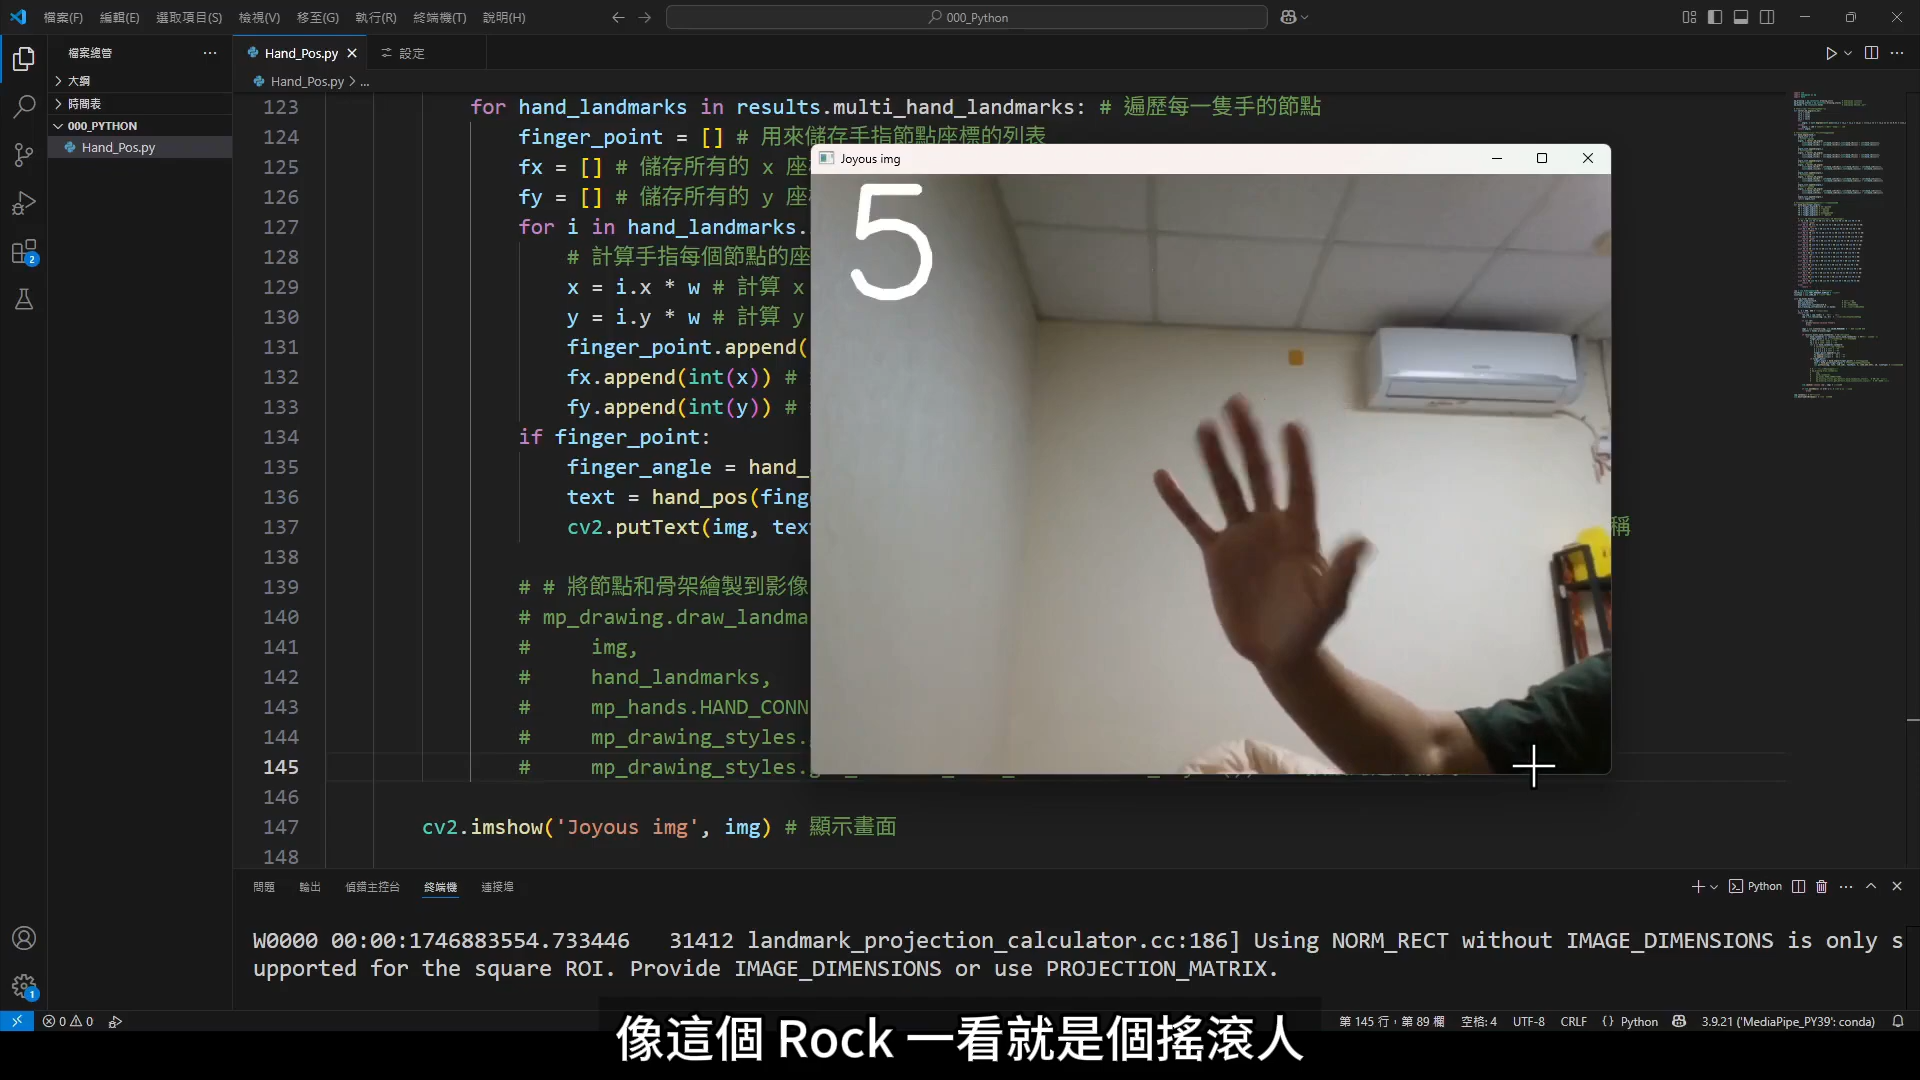 檔案(F) 編輯(E) 選取項目(S) 檢視(V) 移至(G) 執行(R) 終端機(T) 說明(H)
000_Python
檔案總管
Hand_Pos.py
設定
Hand_Pos.py > ...
大綱
時間表
000_PYTHON
Hand_Pos.py
123 for hand_landmarks in results.multi_hand_landmarks: # 遍歷每一隻手的節點
124 finger_point = [] # 用來儲存手指節點座標的列表
125 fx = [] # 儲存所有的 x 座
126 fy = [] # 儲存所有的 y 座
127 for i in hand_landmarks.
128 # 計算手指每個節點的座
129 x = i.x * w # 計算 x
130 y = i.y * w # 計算 y
131 finger_point.append(
132 fx.append(int(x)) #
133 fy.append(int(y)) #
134 if finger_point:
135 finger_angle = hand_
136 text = hand_pos(fing
137 cv2.putText(img, tex 稱
138
139 # # 將節點和骨架繪製到影像
140 # mp_drawing.draw_landma
141 # img,
142 # hand_landmarks,
143 # mp_hands.HAND_CONN
144 # mp_drawing_styles.
145 # mp_drawing_styles.
146
147 cv2.imshow('Joyous img', img) # 顯示畫面
148
Joyous img
5
問題 輸出 偵錯主控台 終端機 連接埠
Python
W0000 00:00:1746883554.733446 31412 landmark_projection_calculator.cc:186] Using NORM_RECT without IMAGE_DIMENSIONS is only s
upported for the square ROI. Provide IMAGE_DIMENSIONS or use PROJECTION_MATRIX.
2
1
0 0
第 145 行，第 89 欄 空格: 4 UTF-8 CRLF {} Python 3.9.21 ('MediaPipe_PY39': conda)
像這個 Rock 一看就是個搖滾人